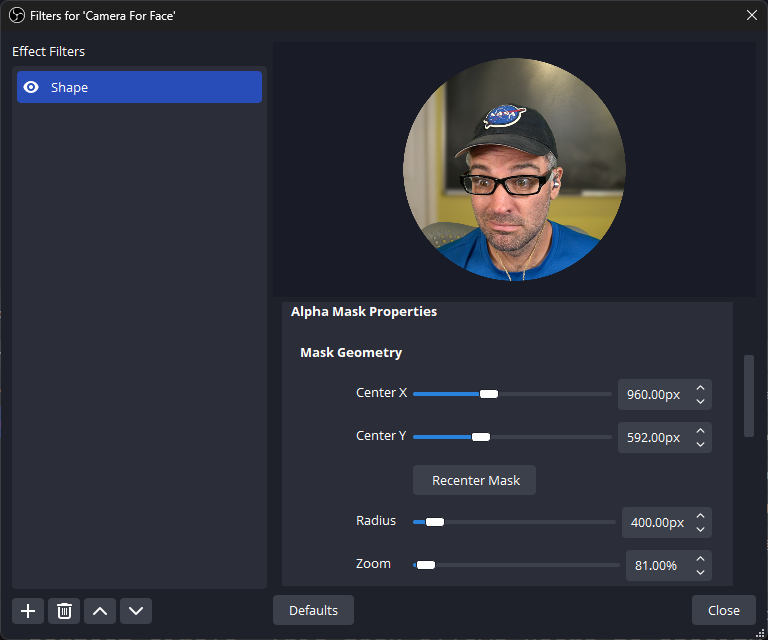 Filters for 'Camera For Face'
Effect Filters
Shape
NASA
Alpha Mask Properties
Mask Geometry
Center X 960.00px
Center Y 592.00px
Recenter Mask
Radius 400.00px
Zoom 81.00%
Defaults
Close